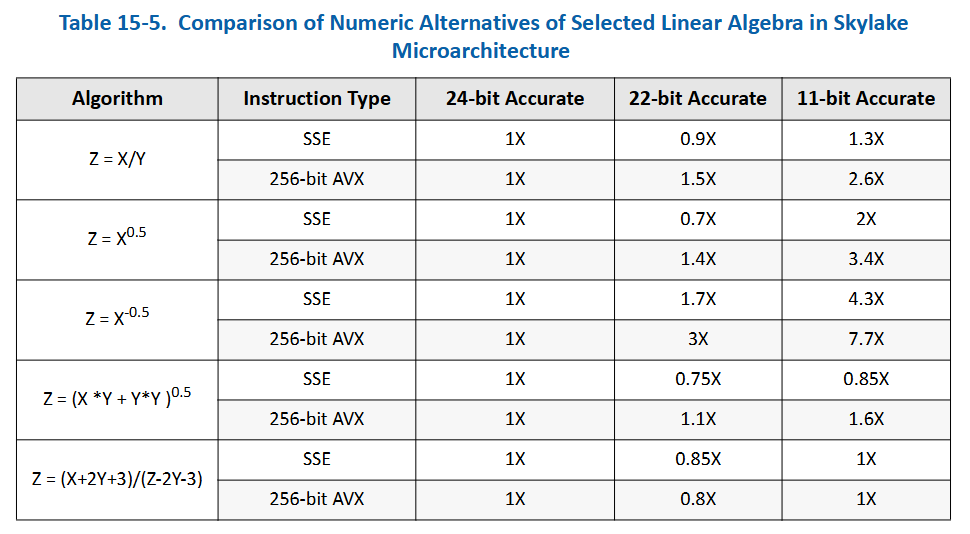 Table 15-5.  Comparison of Numeric Alternatives of Selected Linear Algebra in Skylake
Microarchitecture
Algorithm Instruction Type 24-bit Accurate 22-bit Accurate 11-bit Accurate
Z = X/Y SSE 1X 0.9X 1.3X
256-bit AVX 1X 1.5X 2.6X
Z = X^0.5 SSE 1X 0.7X 2X
256-bit AVX 1X 1.4X 3.4X
Z = X^-0.5 SSE 1X 1.7X 4.3X
256-bit AVX 1X 3X 7.7X
Z = (X *Y + Y*Y )^0.5 SSE 1X 0.75X 0.85X
256-bit AVX 1X 1.1X 1.6X
Z = (X+2Y+3)/(Z-2Y-3) SSE 1X 0.85X 1X
256-bit AVX 1X 0.8X 1X